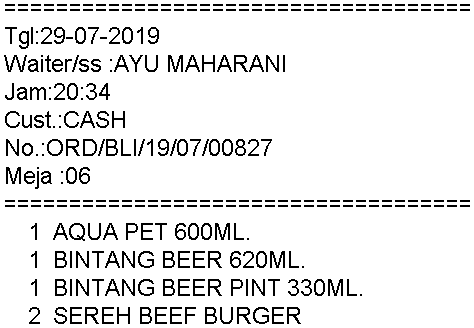 ====================================
Tgl:29-07-2019
Waiter/ss :AYU MAHARANI
Jam:20:34
Cust.:CASH
No.:ORD/BLI/19/07/00827
Meja :06
====================================
1 AQUA PET 600ML.
1 BINTANG BEER 620ML.
1 BINTANG BEER PINT 330ML.
2 SEREH BEEF BURGER